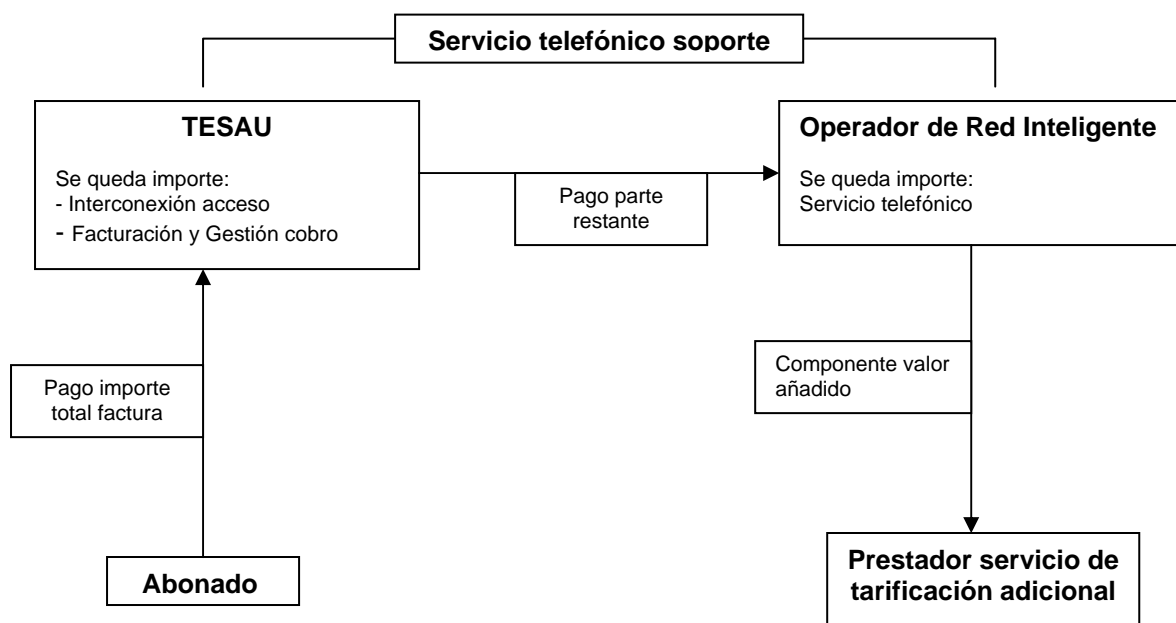 Servicio telefónico soporte
TESAU
Se queda importe:
- Interconexión acceso
- Facturación y Gestión cobro
Pago parte
restante
Operador de Red Inteligente
Se queda importe:
Servicio telefónico
Pago importe
total factura
Componente valor
añadido
Abonado
Prestador servicio de
tarificación adicional